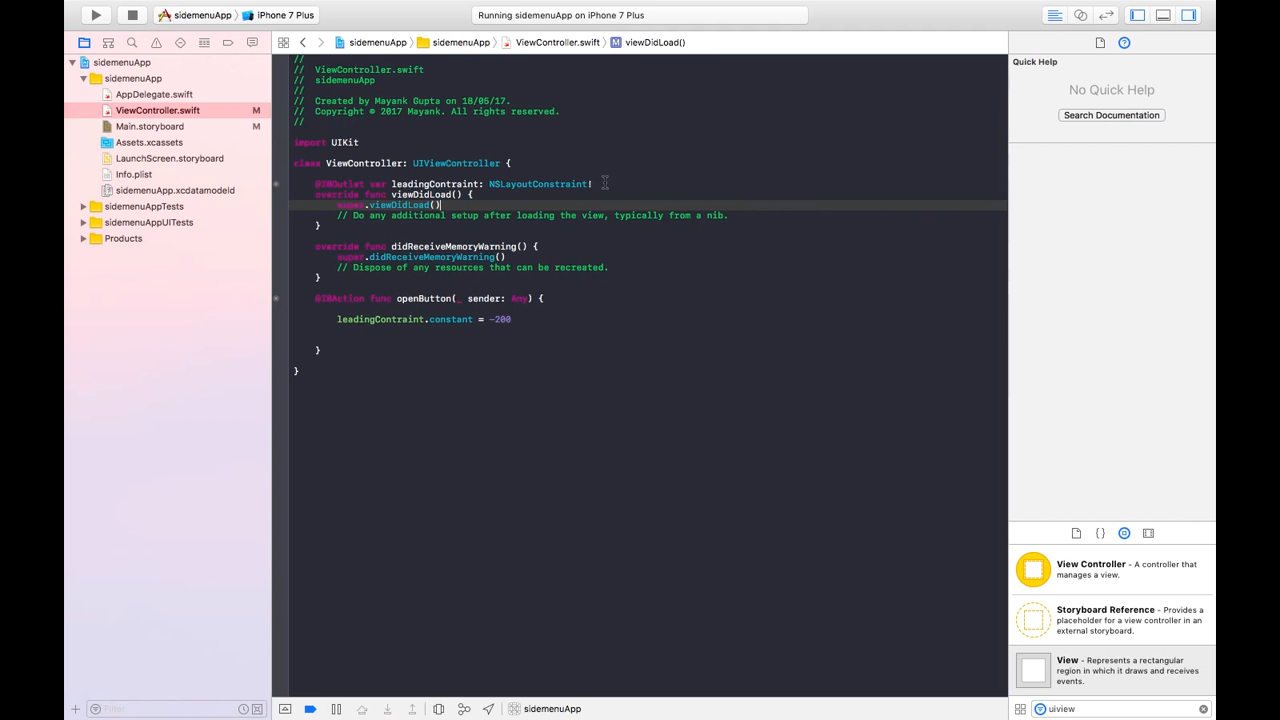 sidemenuApp iPhone 7 Plus
Running sidemenuApp on iPhone 7 Plus
sidemenuApp
sidemenuApp
AppDelegate.swift
ViewController.swift M
Main.storyboard M
Assets.xcassets
LaunchScreen.storyboard
Info.plist
sidemenuApp.xcdatamodeld
sidemenuAppTests
sidemenuAppUITests
Products
Filter
sidemenuApp sidemenuApp ViewController.swift M viewDidLoad()
//
// ViewController.swift
// sidemenuApp
//
// Created by Mayank Gupta on 18/05/17.
// Copyright © 2017 Mayank. All rights reserved.
//
import UIKit
class ViewController: UIViewController {
@IBOutlet var leadingContraint: NSLayoutConstraint!
override func viewDidLoad() {
super.viewDidLoad()
// Do any additional setup after loading the view, typically from a nib.
}
override func didReceiveMemoryWarning() {
super.didReceiveMemoryWarning()
// Dispose of any resources that can be recreated.
}
@IBAction func openButton(_ sender: Any) {
leadingContraint.constant = -200
}
}
sidemenuApp
Quick Help
No Quick Help
Search Documentation
{ }
View Controller - A controller that
manages a view.
Storyboard Reference - Provides a
placeholder for a view controller in an
external storyboard.
View - Represents a rectangular
region in which it draws and receives
events.
uiview